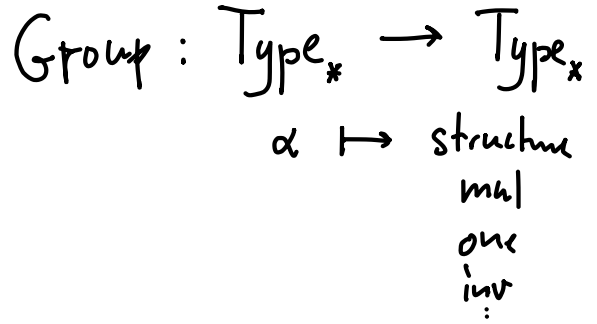 Group : Type* → Type*
α ↦ structure
mul
one
inv
⋮